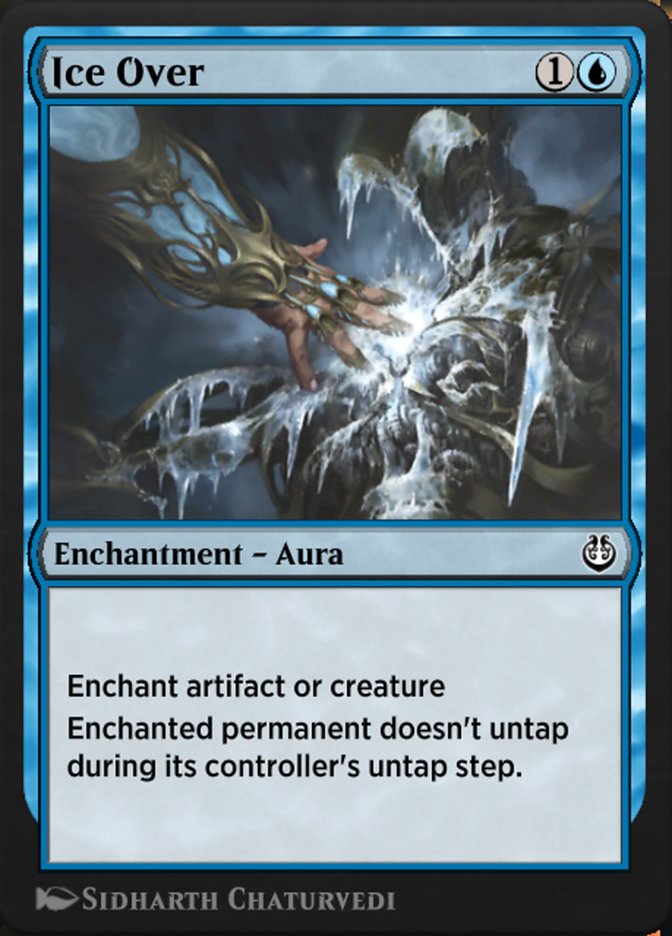 Ice Over 1
Enchantment – Aura
Enchant artifact or creature
Enchanted permanent doesn't untap
during its controller's untap step.
Sidharth Chaturvedi